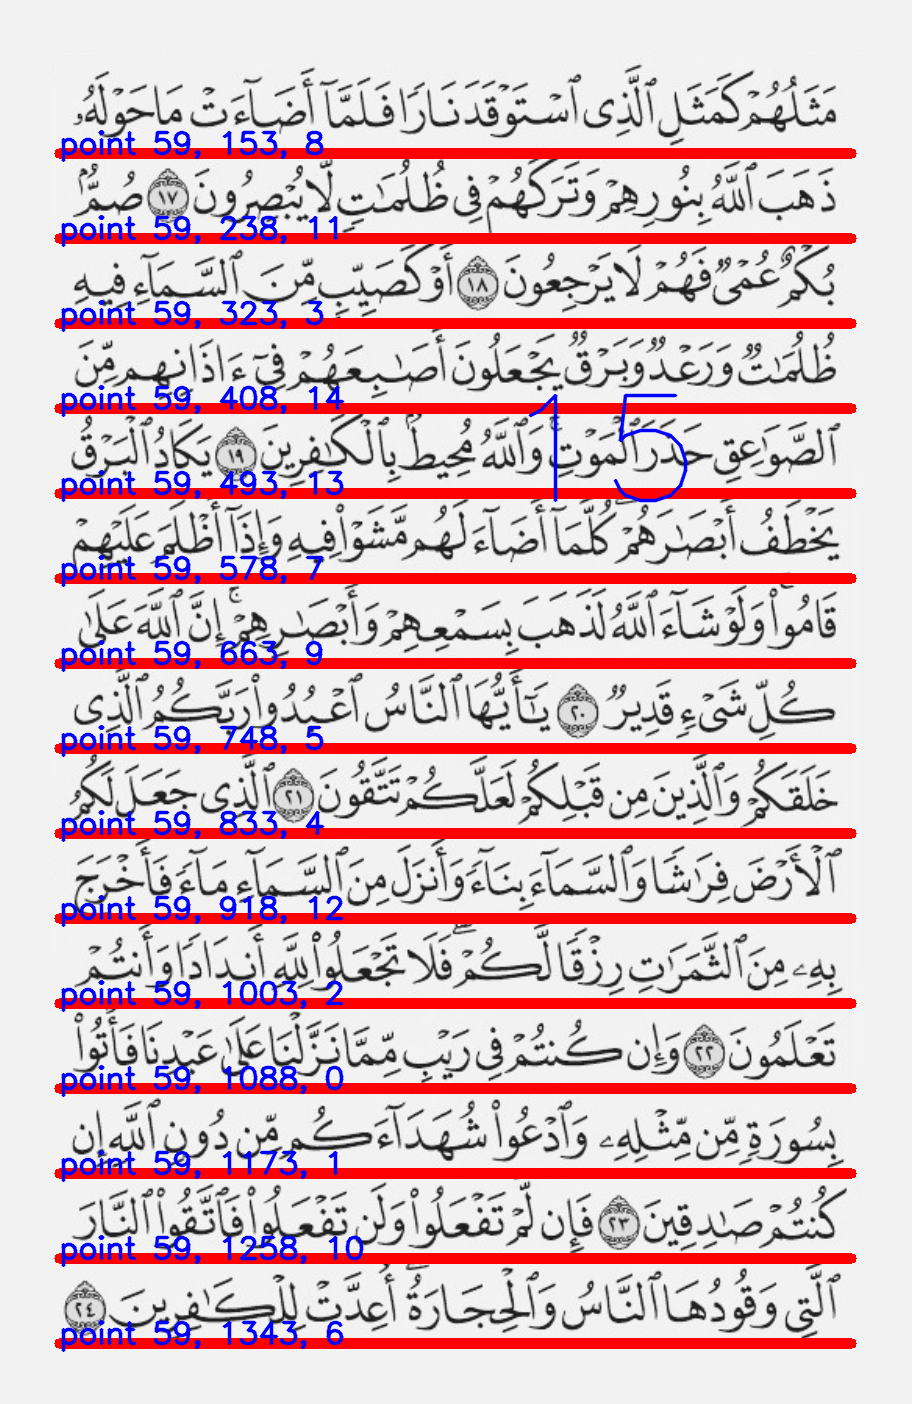 مَثَلُهُمْ كَمَثَلِ ٱلَّذِى ٱسْتَوْقَدَ نَارًا فَلَمَّآ أَضَآءَتْ مَا حَوْلَهُۥ
point 59, 153, 8
ذَهَبَ ٱللَّهُ بِنُورِهِمْ وَتَرَكَهُمْ فِى ظُلُمَٰتٍ لَّا يُبْصِرُونَ ١٧ صُمٌّۢ
point 59, 238, 11
بُكْمٌ عُمْىٌ فَهُمْ لَا يَرْجِعُونَ ١٨ أَوْ كَصَيِّبٍ مِّنَ ٱلسَّمَآءِ فِيهِ
point 59, 323, 3
ظُلُمَٰتٌ وَرَعْدٌ وَبَرْقٌ يَجْعَلُونَ أَصَٰبِعَهُمْ فِىٓ ءَاذَانِهِم مِّنَ
point 59, 408, 14
15
ٱلصَّوَٰعِقِ حَذَرَ ٱلْمَوْتِ ۚ وَٱللَّهُ مُحِيطٌۢ بِٱلْكَٰفِرِينَ ١٩ يَكَادُ ٱلْبَرْقُ
point 59, 493, 13
يَخْطَفُ أَبْصَٰرَهُمْ ۖ كُلَّمَآ أَضَآءَ لَهُم مَّشَوْا۟ فِيهِ وَإِذَآ أَظْلَمَ عَلَيْهِمْ
point 59, 578, 7
قَامُوا۟ ۚ وَلَوْ شَآءَ ٱللَّهُ لَذَهَبَ بِسَمْعِهِمْ وَأَبْصَٰرِهِمْ ۚ إِنَّ ٱللَّهَ عَلَىٰ
point 59, 663, 9
كُلِّ شَىْءٍ قَدِيرٌ ٢٠ يَٰٓأَيُّهَا ٱلنَّاسُ ٱعْبُدُوا۟ رَبَّكُمُ ٱلَّذِى
point 59, 748, 5
خَلَقَكُمْ وَٱلَّذِينَ مِن قَبْلِكُمْ لَعَلَّكُمْ تَتَّقُونَ ٢١ ٱلَّذِى جَعَلَ لَكُمُ
point 59, 833, 4
ٱلْأَرْضَ فِرَٰشًا وَٱلسَّمَآءَ بِنَآءً وَأَنزَلَ مِنَ ٱلسَّمَآءِ مَآءً فَأَخْرَجَ
point 59, 918, 12
بِهِۦ مِنَ ٱلثَّمَرَٰتِ رِزْقًا لَّكُمْ ۖ فَلَا تَجْعَلُوا۟ لِلَّهِ أَندَادًا وَأَنتُمْ
point 59, 1003, 2
تَعْلَمُونَ ٢٢ وَإِن كُنتُمْ فِى رَيْبٍ مِّمَّا نَزَّلْنَا عَلَىٰ عَبْدِنَا فَأْتُوا۟
point 59, 1088, 0
بِسُورَةٍ مِّن مِّثْلِهِۦ وَٱدْعُوا۟ شُهَدَآءَكُم مِّن دُونِ ٱللَّهِ إِن
point 59, 1173, 1
كُنتُمْ صَٰدِقِينَ ٢٣ فَإِن لَّمْ تَفْعَلُوا۟ وَلَن تَفْعَلُوا۟ فَٱتَّقُوا۟ ٱلنَّارَ
point 59, 1258, 10
ٱلَّتِى وَقُودُهَا ٱلنَّاسُ وَٱلْحِجَارَةُ ۖ أُعِدَّتْ لِلْكَٰفِرِينَ ٢٤
point 59, 1343, 6